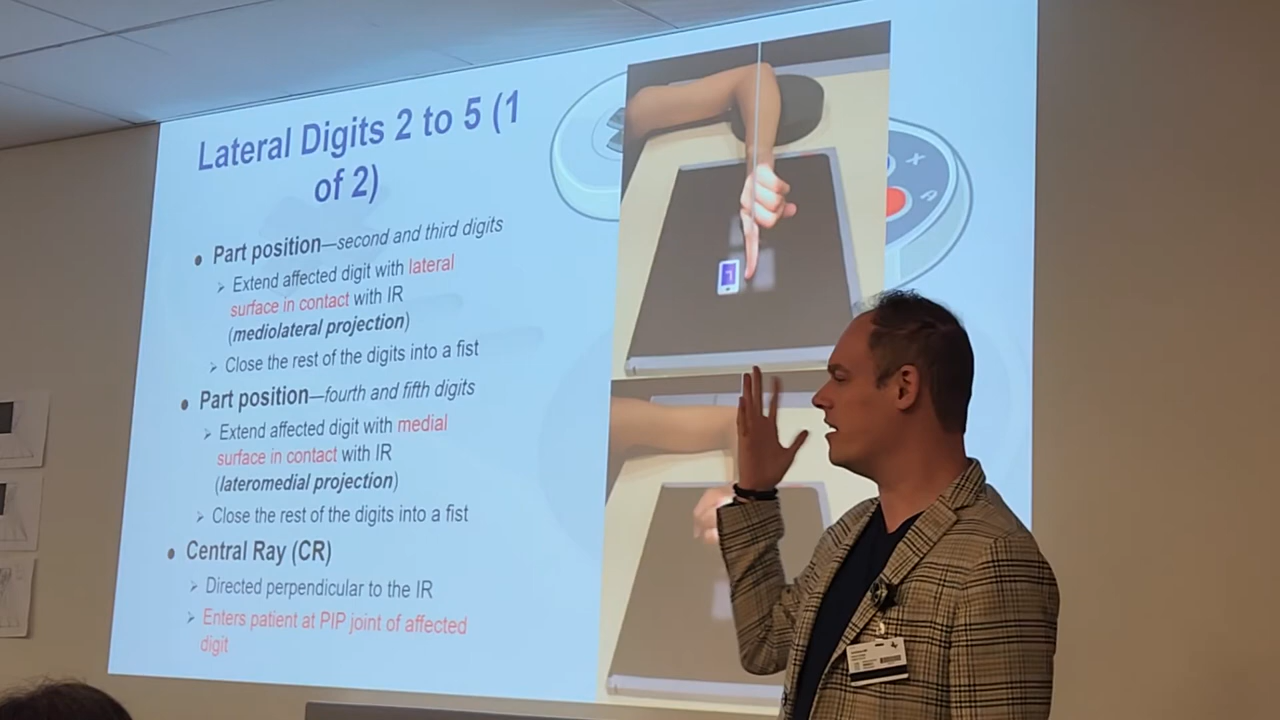 Lateral Digits 2 to 5 (1
of 2)
Part position—second and third digits
Extend affected digit with lateral
surface in contact with IR
(mediolateral projection)
Close the rest of the digits into a fist
Part position—fourth and fifth digits
Extend affected digit with medial
surface in contact with IR
(lateromedial projection)
Close the rest of the digits into a fist
Central Ray (CR)
Directed perpendicular to the IR
Enters patient at PIP joint of affected
digit
X
A